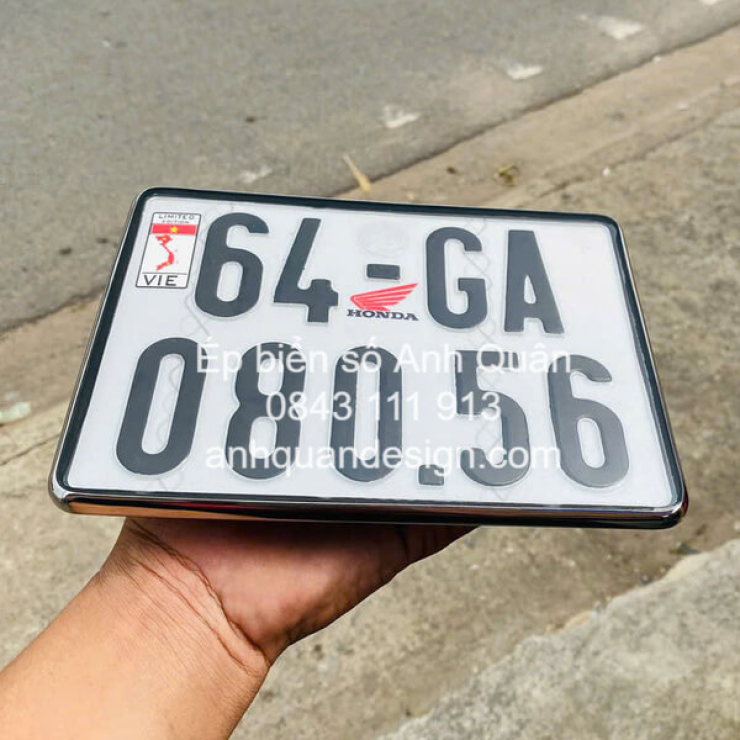 LIMITED
EDITION
VIE
64-GA
HONDA
080.56
Ép biển số Anh Quân
0843 111 913
anhquandesign.com